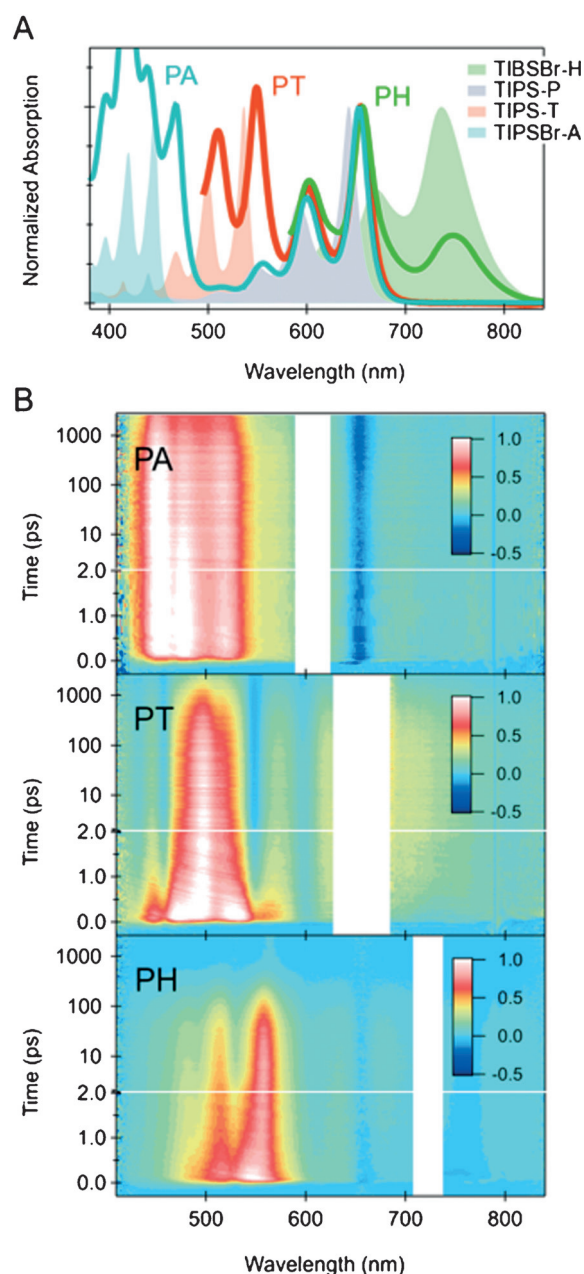 A
PA
PT
PH
TIBSBr-H
TIPS-P
TIPS-T
TIPSBr-A
Normalized Absorption
400 500 600 700 800
Wavelength (nm)
B
PA
1000
100
10
2.0
1.0
0.0
Time (ps)
1.0
0.5
0.0
-0.5
PT
1000
100
10
2.0
1.0
0.0
Time (ps)
1.0
0.5
0.0
-0.5
PH
1000
100
10
2.0
1.0
0.0
Time (ps)
1.0
0.5
0.0
-0.5
500 600 700 800
Wavelength (nm)